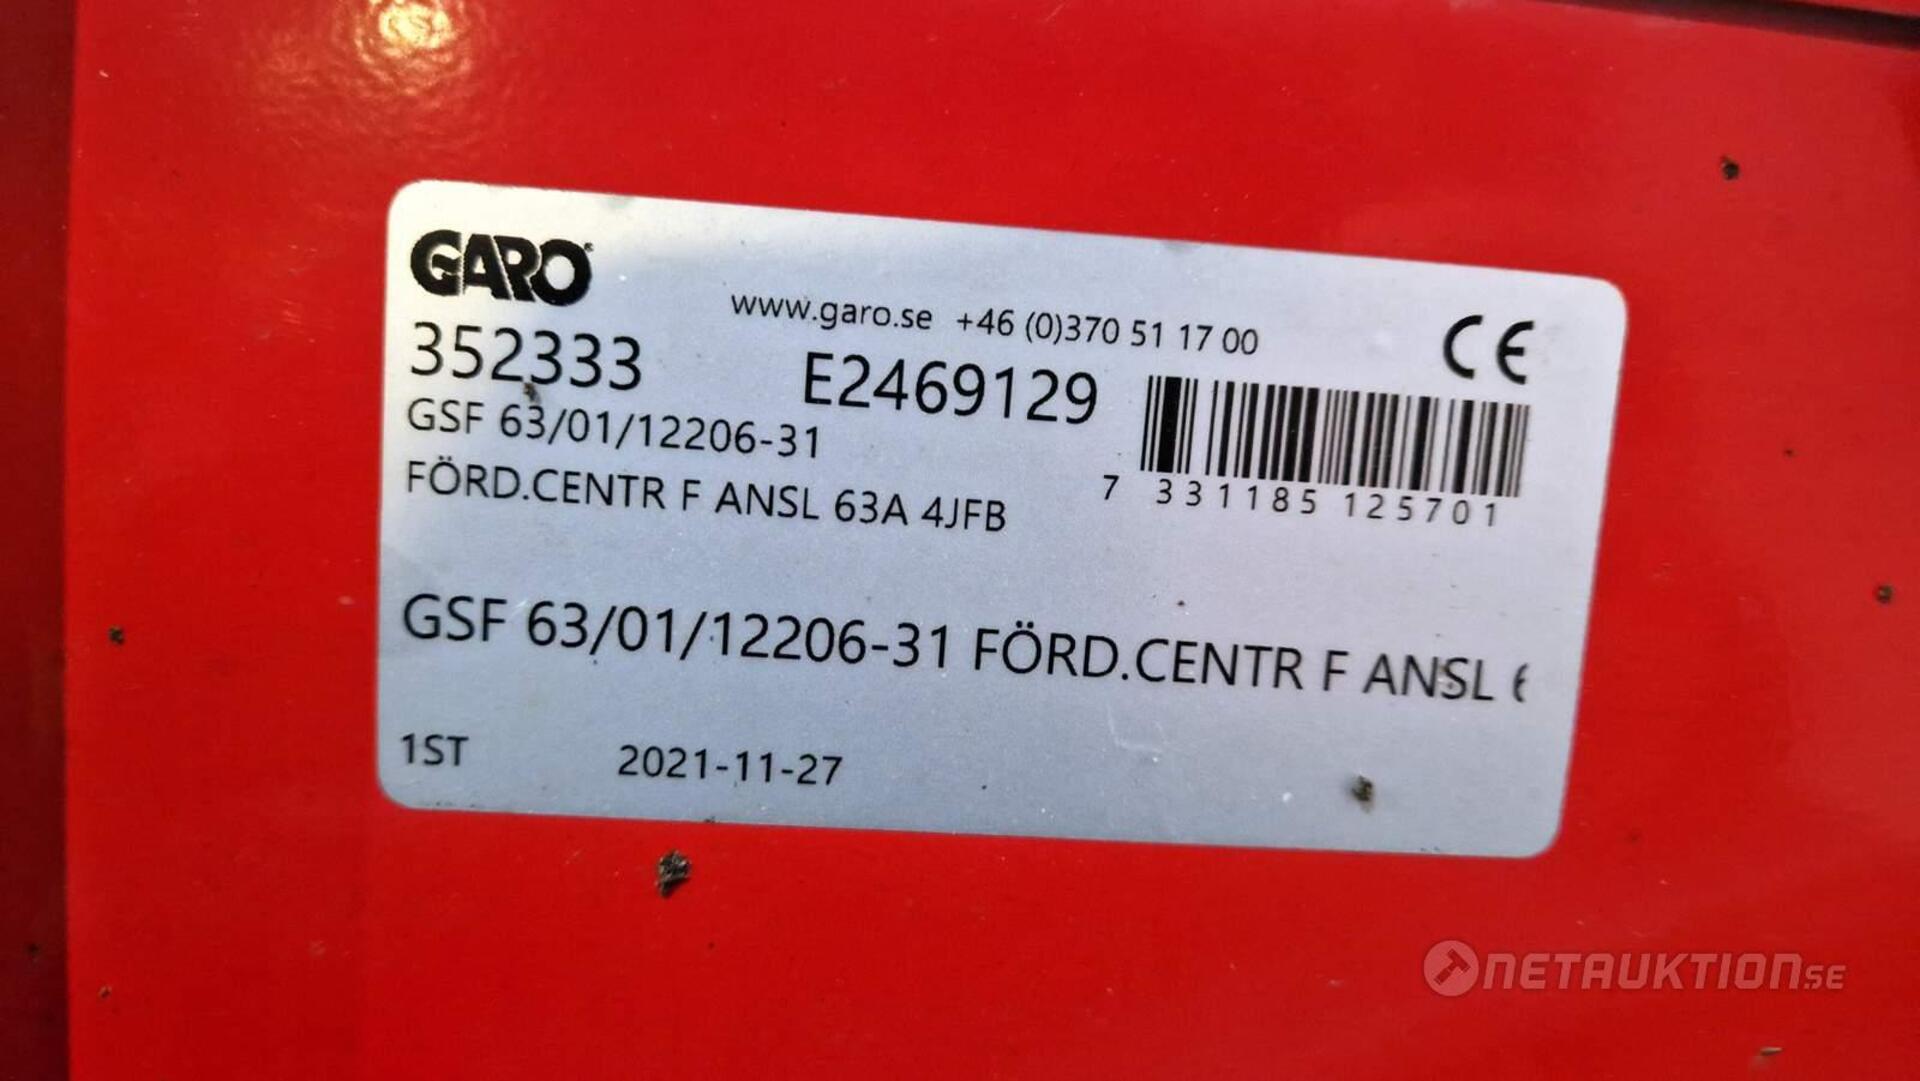 GARO
www.garo.se +46 (0)370 51 17 00
CE
352333 E2469129
GSF 63/01/12206-31
FÖRD.CENTR F ANSL 63A 4JFB
7 331185 125701
GSF 63/01/12206-31 FÖRD.CENTR F ANSL
1ST 2021-11-27
NETAUKTION.SE